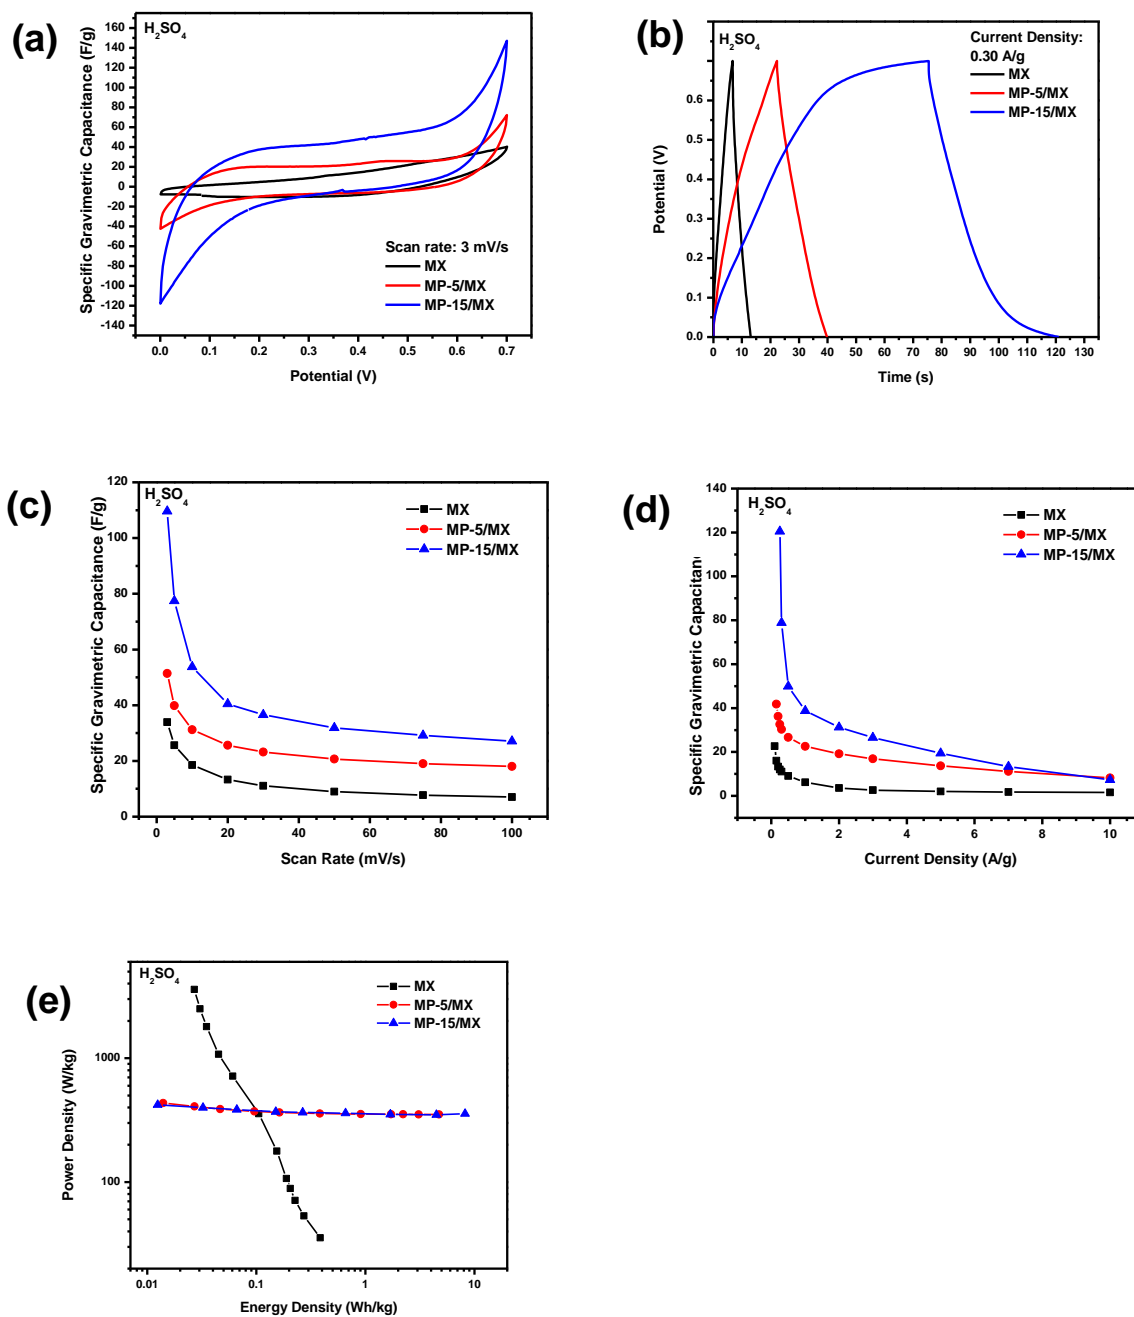 (a)
H2SO4
Specific Gravimetric Capacitance (F/g)
160
140
120
100
80
60
40
20
0
-20
-40
-60
-80
-100
-120
-140
Scan rate: 3 mV/s
MX
MP-5/MX
MP-15/MX
0.0 0.1 0.2 0.3 0.4 0.5 0.6 0.7
Potential (V)
(b)
H2SO4
Current Density:
0.30 A/g
MX
MP-5/MX
MP-15/MX
Potential (V)
0.7
0.6
0.5
0.4
0.3
0.2
0.1
0.0
0 10 20 30 40 50 60 70 80 90 100 110 120 130
Time (s)
(c)
H2SO4
Specific Gravimetric Capacitance (F/g)
120
100
80
60
40
20
0
MX
MP-5/MX
MP-15/MX
0 20 40 60 80 100
Scan Rate (mV/s)
(d)
H2SO4
Specific Gravimetric Capacitan
140
120
100
80
60
40
20
0
MX
MP-5/MX
MP-15/MX
0 2 4 6 8 10
Current Density (A/g)
(e)
H2SO4
Power Density (W/kg)
1000
100
MX
MP-5/MX
MP-15/MX
0.01 0.1 1 10
Energy Density (Wh/kg)